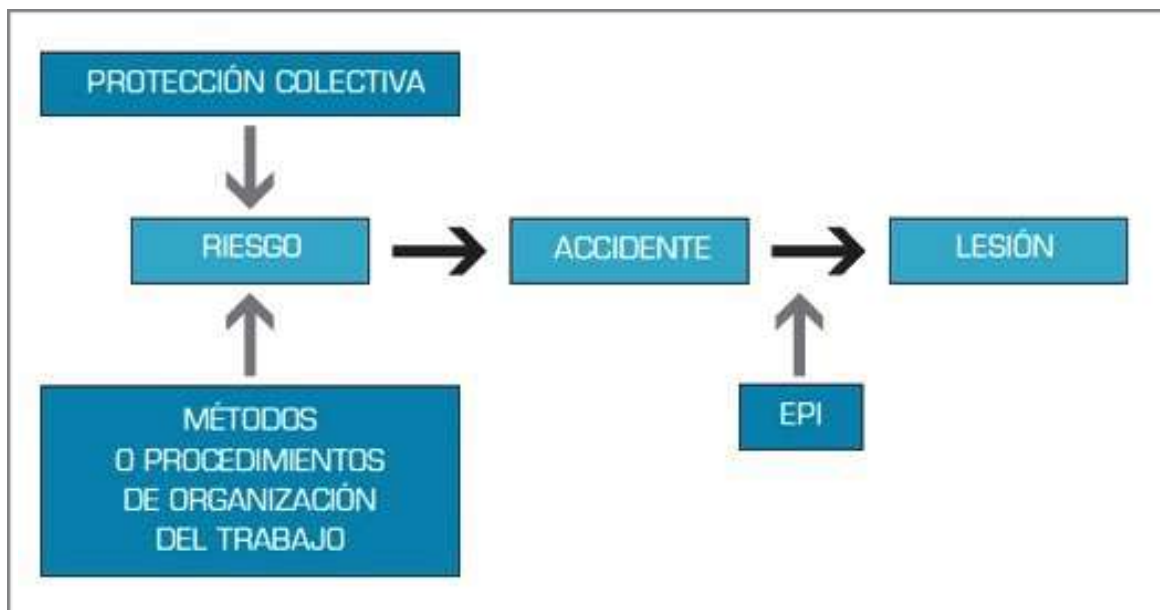 PROTECCIÓN COLECTIVA
RIESGO
ACCIDENTE
LESIÓN
MÉTODOS
O PROCEDIMIENTOS
DE ORGANIZACIÓN
DEL TRABAJO
EPI